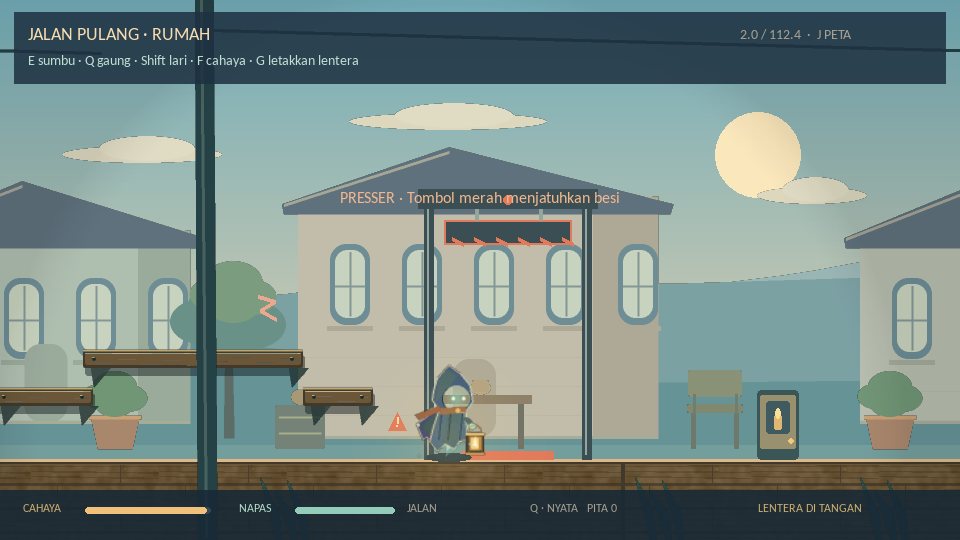 JALAN PULANG · RUMAH
2.0 / 112.4 · J PETA
E sumbu · Q gaung · Shift lari · F cahaya · G letakkan lentera
PRESSER · Tombol merah menjatuhkan besi
!
CAHAYA
NAPAS
JALAN
Q · NYATA PITA 0
LENTERA DI TANGAN